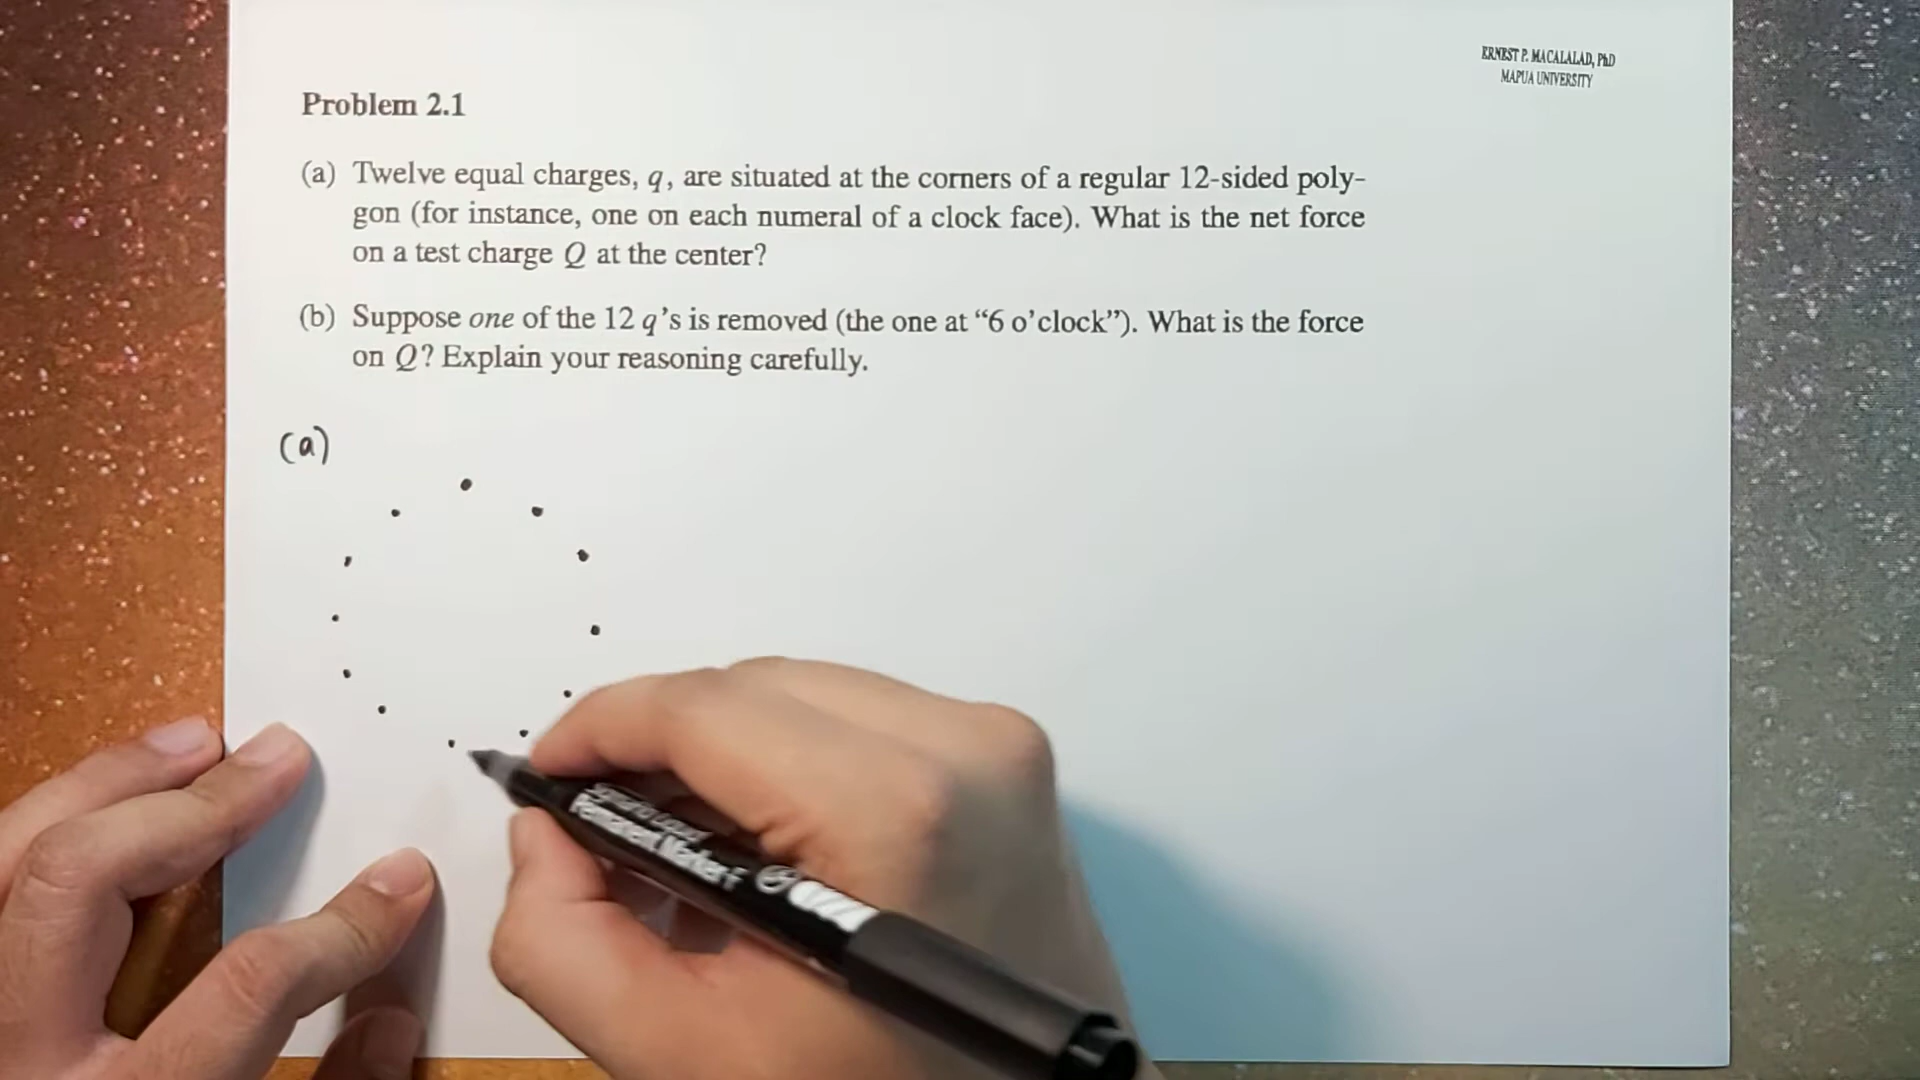 ERNEST P. MACALALAD, PhD
MAPUA UNIVERSITY
Problem 2.1
(a) Twelve equal charges, q, are situated at the corners of a regular 12-sided poly-
gon (for instance, one on each numeral of a clock face). What is the net force
on a test charge Q at the center?
(b) Suppose one of the 12 q’s is removed (the one at “6 o’clock”). What is the force
on Q? Explain your reasoning carefully.
(a)
Permanent Marker